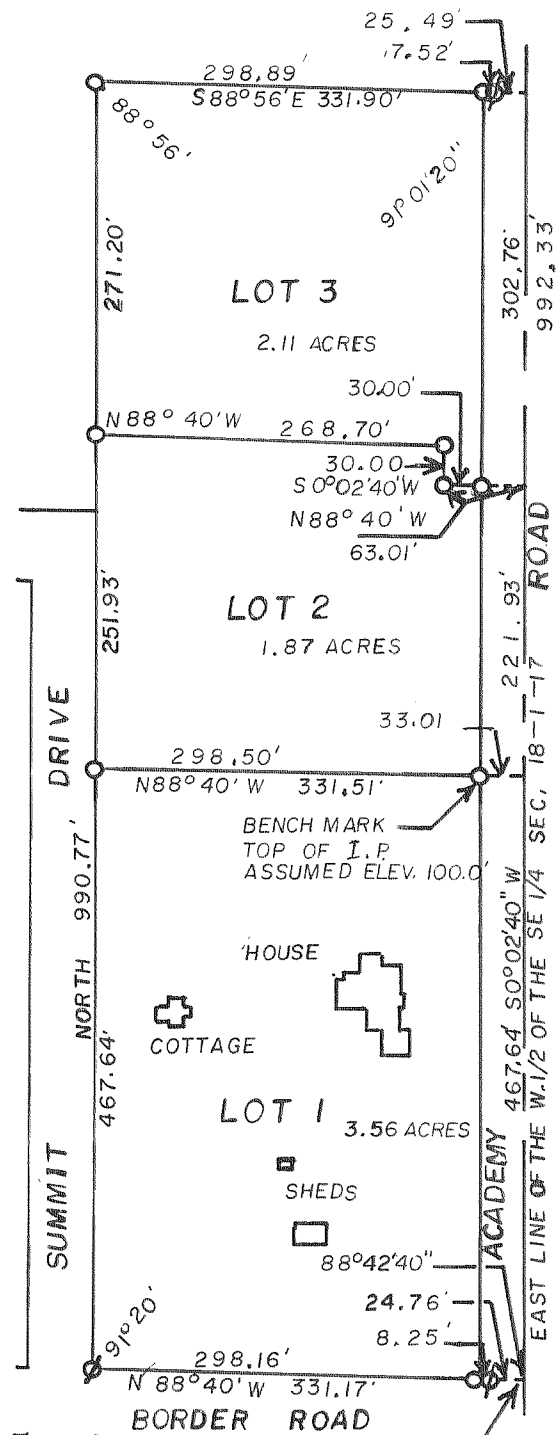 25.49'
7.52'
298.89'
S88°56'E 331.90'
88°56'
91°01'20"
271.20'
302.76'
992.33'
LOT 3
2.11 ACRES
30.00'
N88°40'W 268.70'
30.00
S0°02'40"W
N88°40'W
63.01'
ROAD
251.93'
LOT 2
1.87 ACRES
221.93'
DRIVE
33.01
298.50'
N88°40'W 331.51'
BENCH MARK
TOP OF I.P.
ASSUMED ELEV. 100.0'
NORTH 990.77'
HOUSE
COTTAGE
467.64'
LOT 1
3.56 ACRES
467.64' S0°02'40"W
EAST LINE OF THE W.1/2 OF THE SE 1/4 SEC, 18-1-17
SHEDS
SUMMIT
ACADEMY
88°42'40"
24.76'
8.25'
91°20'
298.16'
N 88°40'W 331.17'
BORDER ROAD